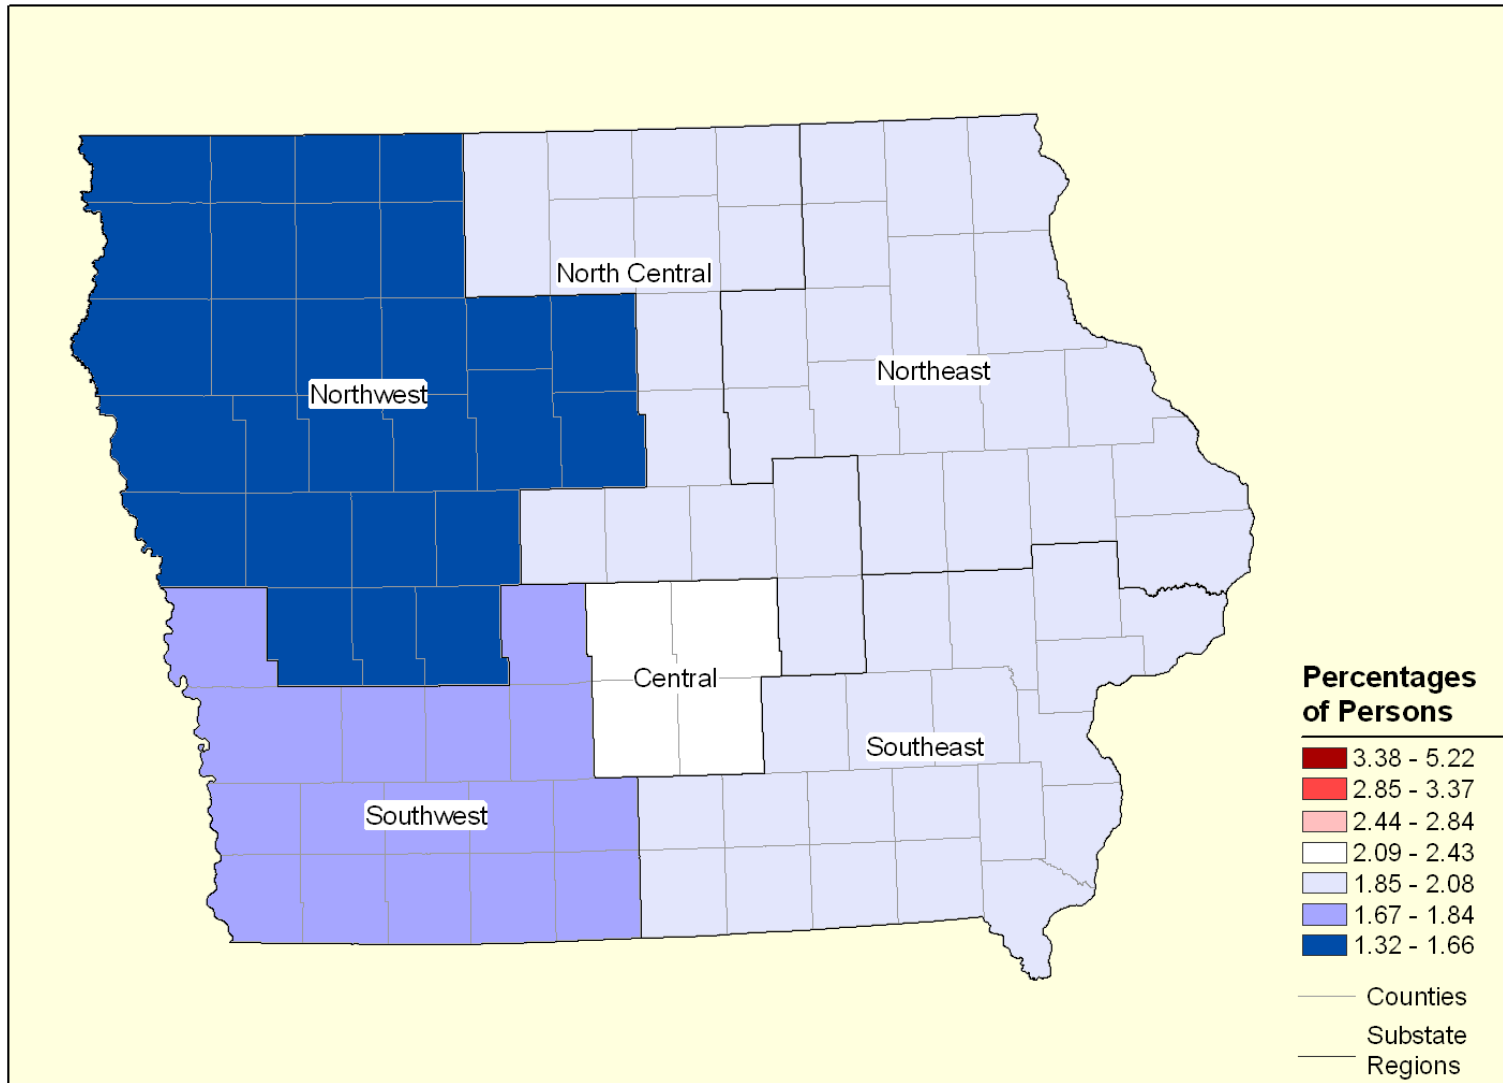 North Central
Northeast
Northwest
Central
Southeast
Southwest
Percentages
of Persons
3.38 - 5.22
2.85 - 3.37
2.44 - 2.84
2.09 - 2.43
1.85 - 2.08
1.67 - 1.84
1.32 - 1.66
Counties
Substate
Regions